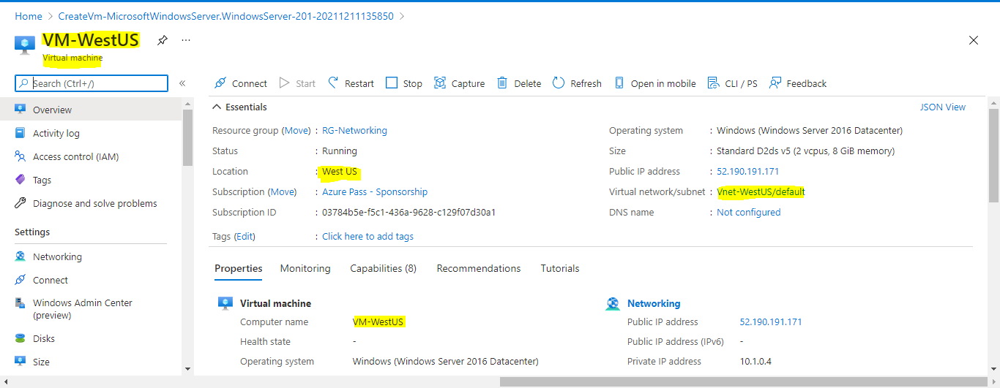 Home > CreateVm-MicrosoftWindowsServer.WindowsServer-201-20211211135850 >
VM-WestUS
Virtual machine
Search (Ctrl+/)
Overview
Activity log
Access control (IAM)
Tags
Diagnose and solve problems
Settings
Networking
Connect
Windows Admin Center
(preview)
Disks
Size
Connect Start Restart Stop Capture Delete Refresh Open in mobile CLI / PS Feedback
Essentials JSON View
Resource group (Move) : RG-Networking
Status : Running
Location : West US
Subscription (Move) : Azure Pass - Sponsorship
Subscription ID : 03784b5e-f5c1-436a-9628-c129f07d30a1
Tags (Edit) : Click here to add tags
Operating system : Windows (Windows Server 2016 Datacenter)
Size : Standard D2ds v5 (2 vcpus, 8 GiB memory)
Public IP address : 52.190.191.171
Virtual network/subnet : Vnet-WestUS/default
DNS name : Not configured
Properties Monitoring Capabilities (8) Recommendations Tutorials
Virtual machine
Computer name VM-WestUS
Health state -
Operating system Windows (Windows Server 2016 Datacenter)
Networking
Public IP address 52.190.191.171
Public IP address (IPv6) -
Private IP address 10.1.0.4